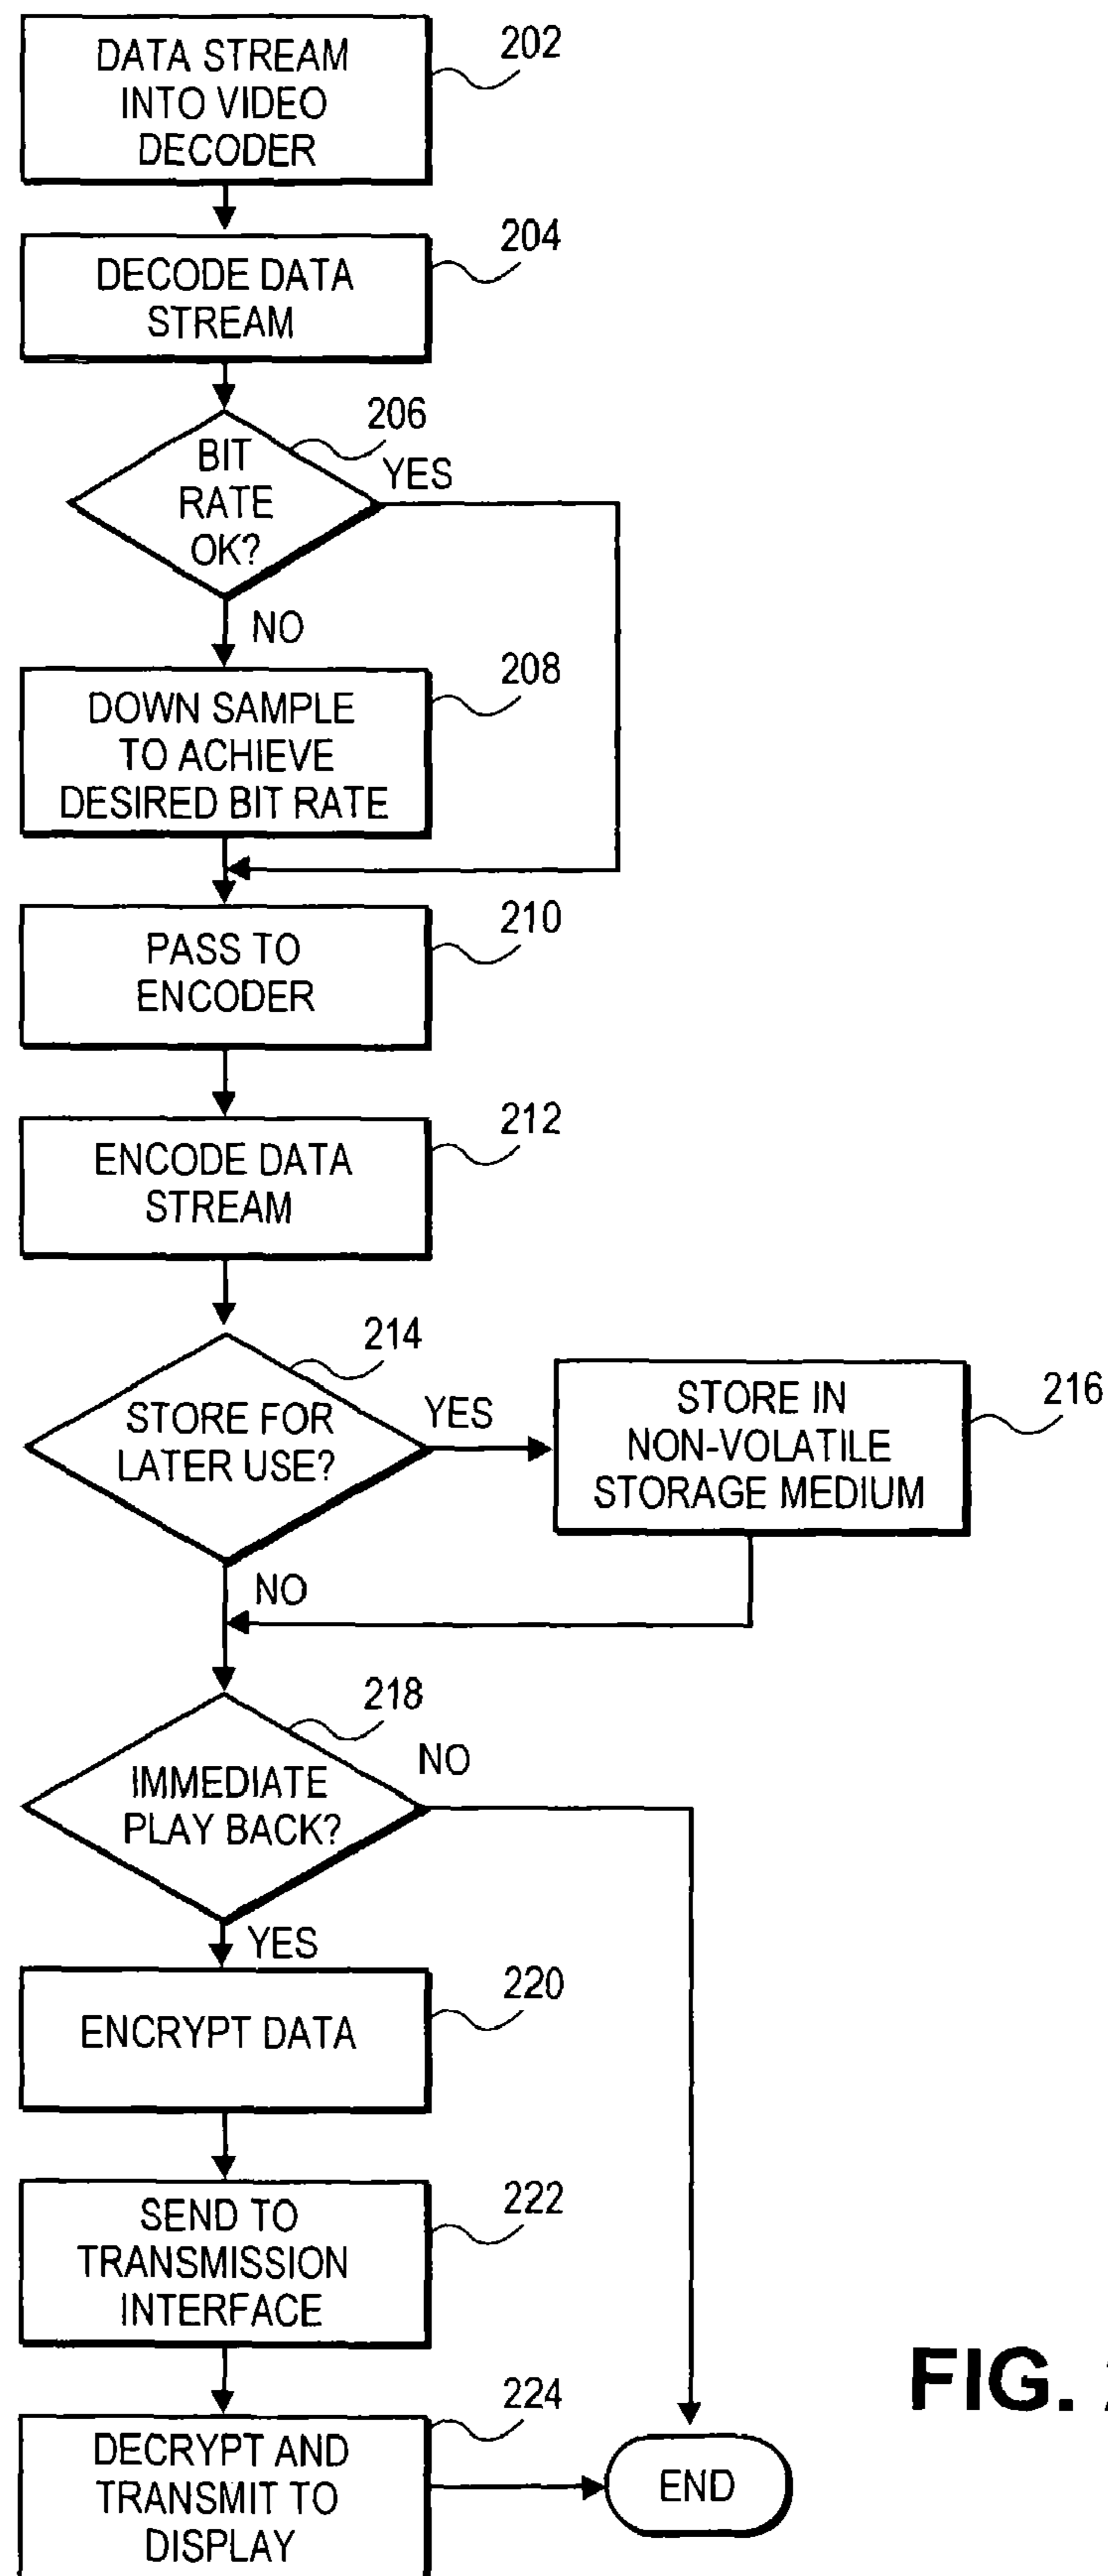 DATA STREAM
INTO VIDEO
DECODER
202
DECODE DATA
STREAM
204
BIT
RATE
OK?
206
YES
NO
DOWN SAMPLE
TO ACHIEVE
DESIRED BIT RATE
208
PASS TO
ENCODER
210
ENCODE DATA
STREAM
212
STORE FOR
LATER USE?
214
YES
STORE IN
NON-VOLATILE
STORAGE MEDIUM
216
NO
IMMEDIATE
PLAY BACK?
218
NO
YES
ENCRYPT DATA
220
SEND TO
TRANSMISSION
INTERFACE
222
DECRYPT AND
TRANSMIT TO
DISPLAY
224
END
FIG.